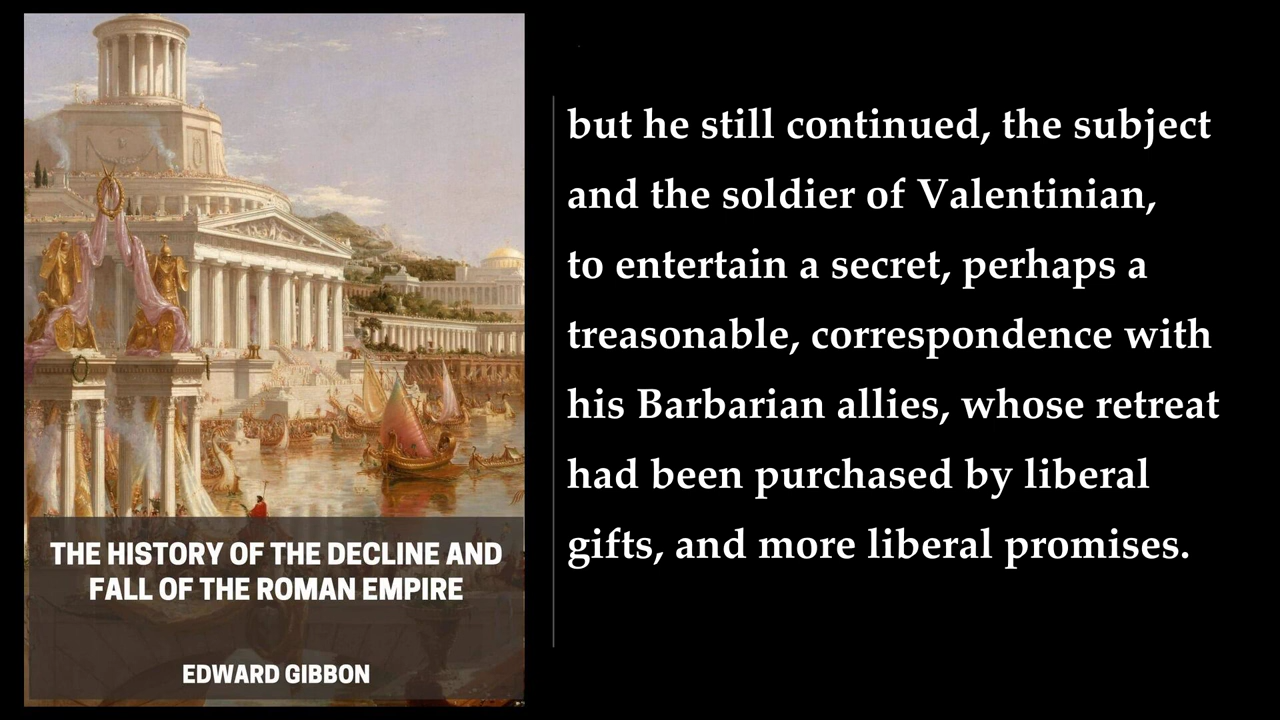 THE HISTORY OF THE DECLINE AND
FALL OF THE ROMAN EMPIRE
EDWARD GIBBON
but he still continued, the subject
and the soldier of Valentinian,
to entertain a secret, perhaps a
treasonable, correspondence with
his Barbarian allies, whose retreat
had been purchased by liberal
gifts, and more liberal promises.